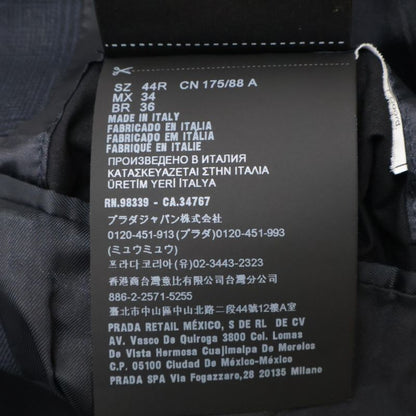 SZ 44R CN 175/88 A
MX 34
BR 36
MADE IN ITALY
FABRICADO EN ITALIA
FABRICADO EM ITÁLIA
FABRIQUÉ EN ITALIE
ПРОИЗВЕДЕНО В ИТАЛИЯ
ΚΑΤΑΣΚΕΥΑΖΕΤΑΙ ΣΤΗΝ ΙΤΑΛΙΑ
ÜRETİM YERİ İTALYA
RN.98339 - CA.34767
プラダジャパン株式会社
0120-451-913(プラダ)0120-451-993
(ミュウミュウ)
프라다코리아(유)02-3443-2323
香港商台灣意比有限公司台灣分公司
886-2-2571-5255
臺北市中山區中山北路二段44號12樓A室
PRADA RETAIL MÉXICO, S DE RL DE CV
AV. Vasco De Quiroga 3800 Col. Lomas
De Vista Hermosa Cuajimalpa De Morelos
C.P. 05100 Ciudad De México-México
PRADA SPA Via Fogazzaro, 28 20135 Milano